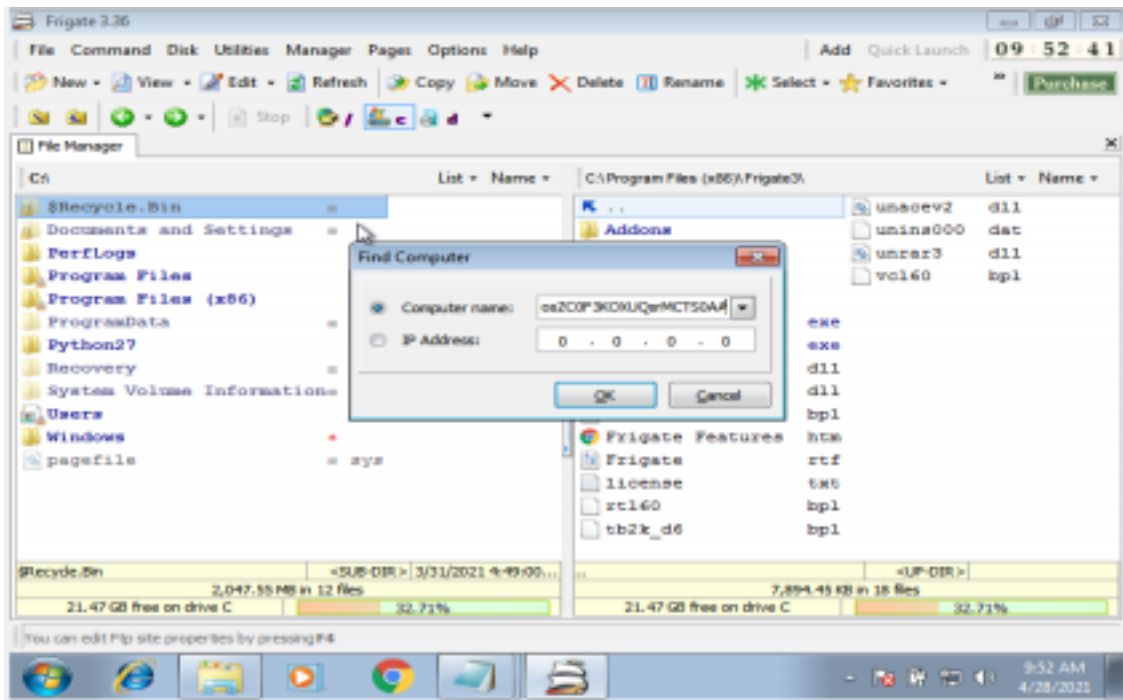 Frigate 3.36
File Command Disk Utilities Manager Pages Options Help Add Quick Launch 09:52:41
New View Edit Refresh Copy Move Delete Rename Select Favorites » Purchase
Stop / c d
File Manager
C:\ List Name C:\Program Files (x86)\Frigate3\ List Name
$Recycle.Bin .. unacev2 dll
Documents and Settings Addons unins000 dat
PerfLogs unrar3 dll
Program Files vcl60 bpl
Program Files (x86)
ProgramData exe
Python27 exe
Recovery dll
System Volume Information dll
Users bpl
Windows Frigate Features htm
pagefile sys Frigate rtf
license txt
rtl60 bpl
tb2k_d6 bpl
Find Computer
Computer name:
IP Address: 0 . 0 . 0 . 0
OK Cancel
$Recycle.Bin <SUB-DIR> 3/31/2021 4:49:00... .. <UP-DIR>
2,047.55 MB in 12 files 7,894.45 KB in 18 files
21.47 GB free on drive C 32.71% 21.47 GB free on drive C 32.71%
You can edit Ftp site properties by pressing F4
9:52 AM
4/28/2021